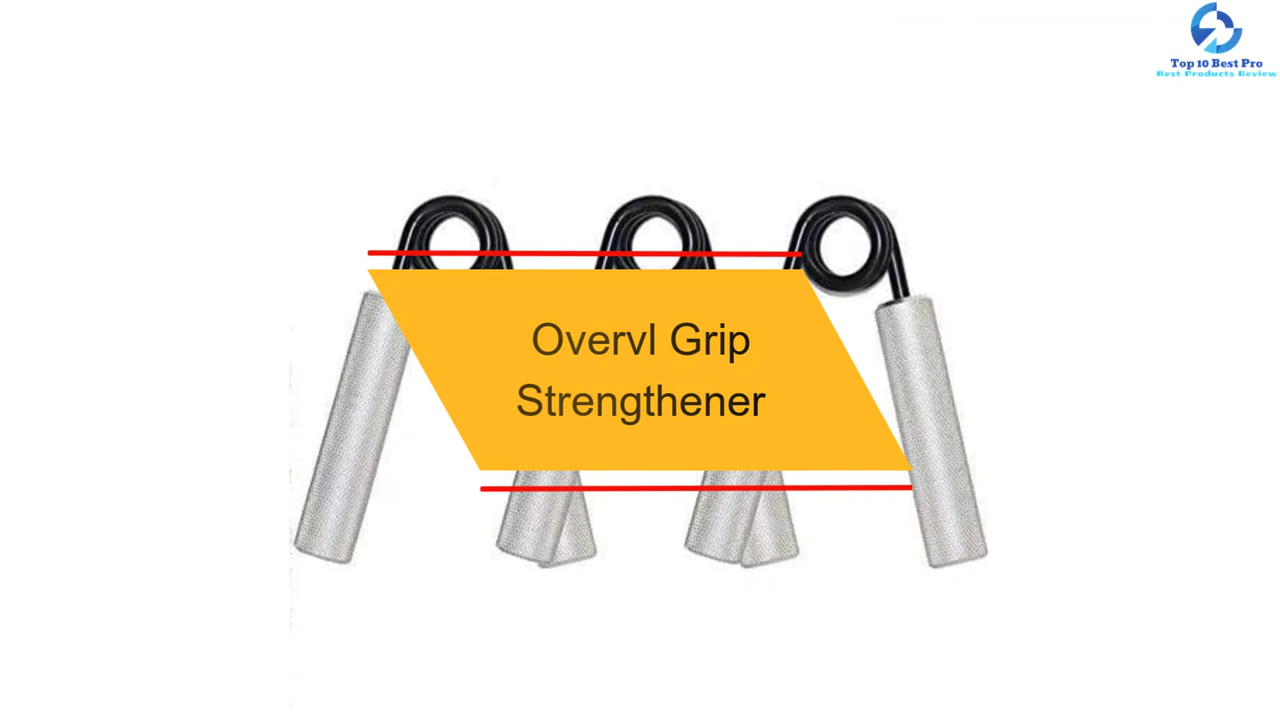 Top 10 Best Pro
Best Products Review
Overvl Grip
Strengthener